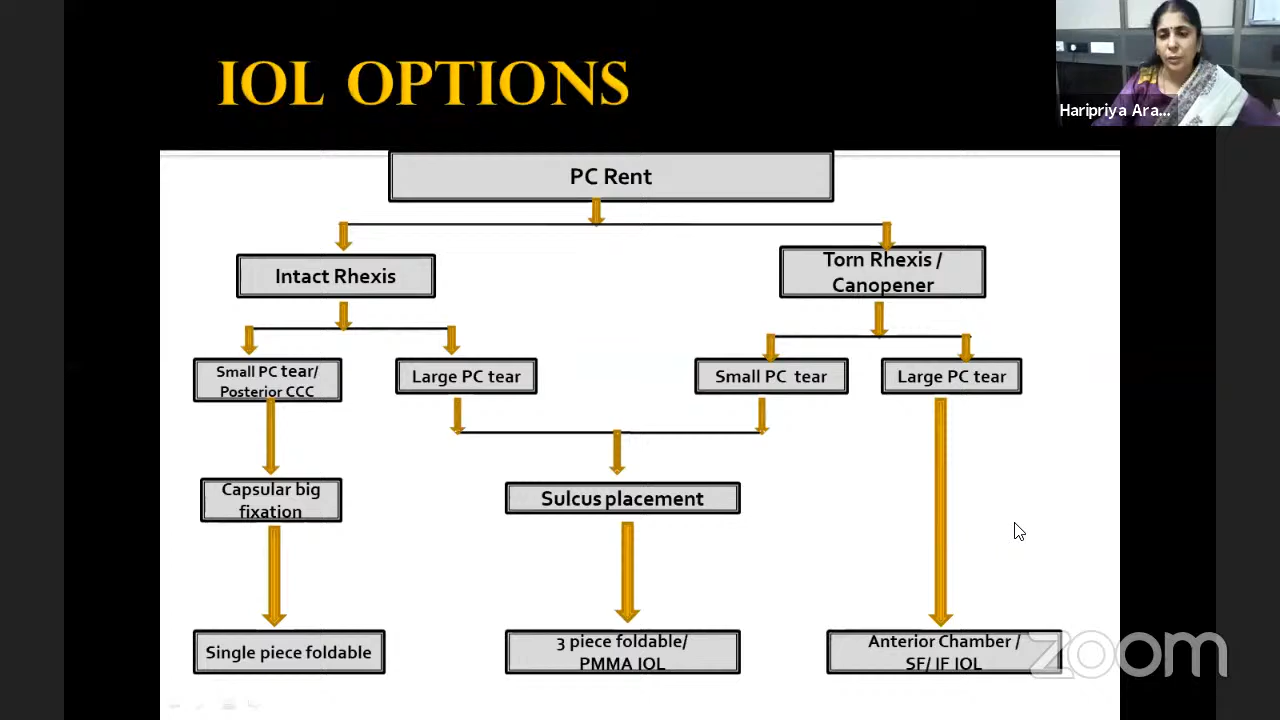 IOL OPTIONS
Haripriya Ara...
PC Rent
Intact Rhexis
Torn Rhexis /
Canopener
Small PC tear/
Posterior CCC
Large PC tear
Small PC tear
Large PC tear
Capsular big
fixation
Sulcus placement
Single piece foldable
3 piece foldable/
PMMA IOL
Anterior Chamber /
SF/ IF IOL
zoom